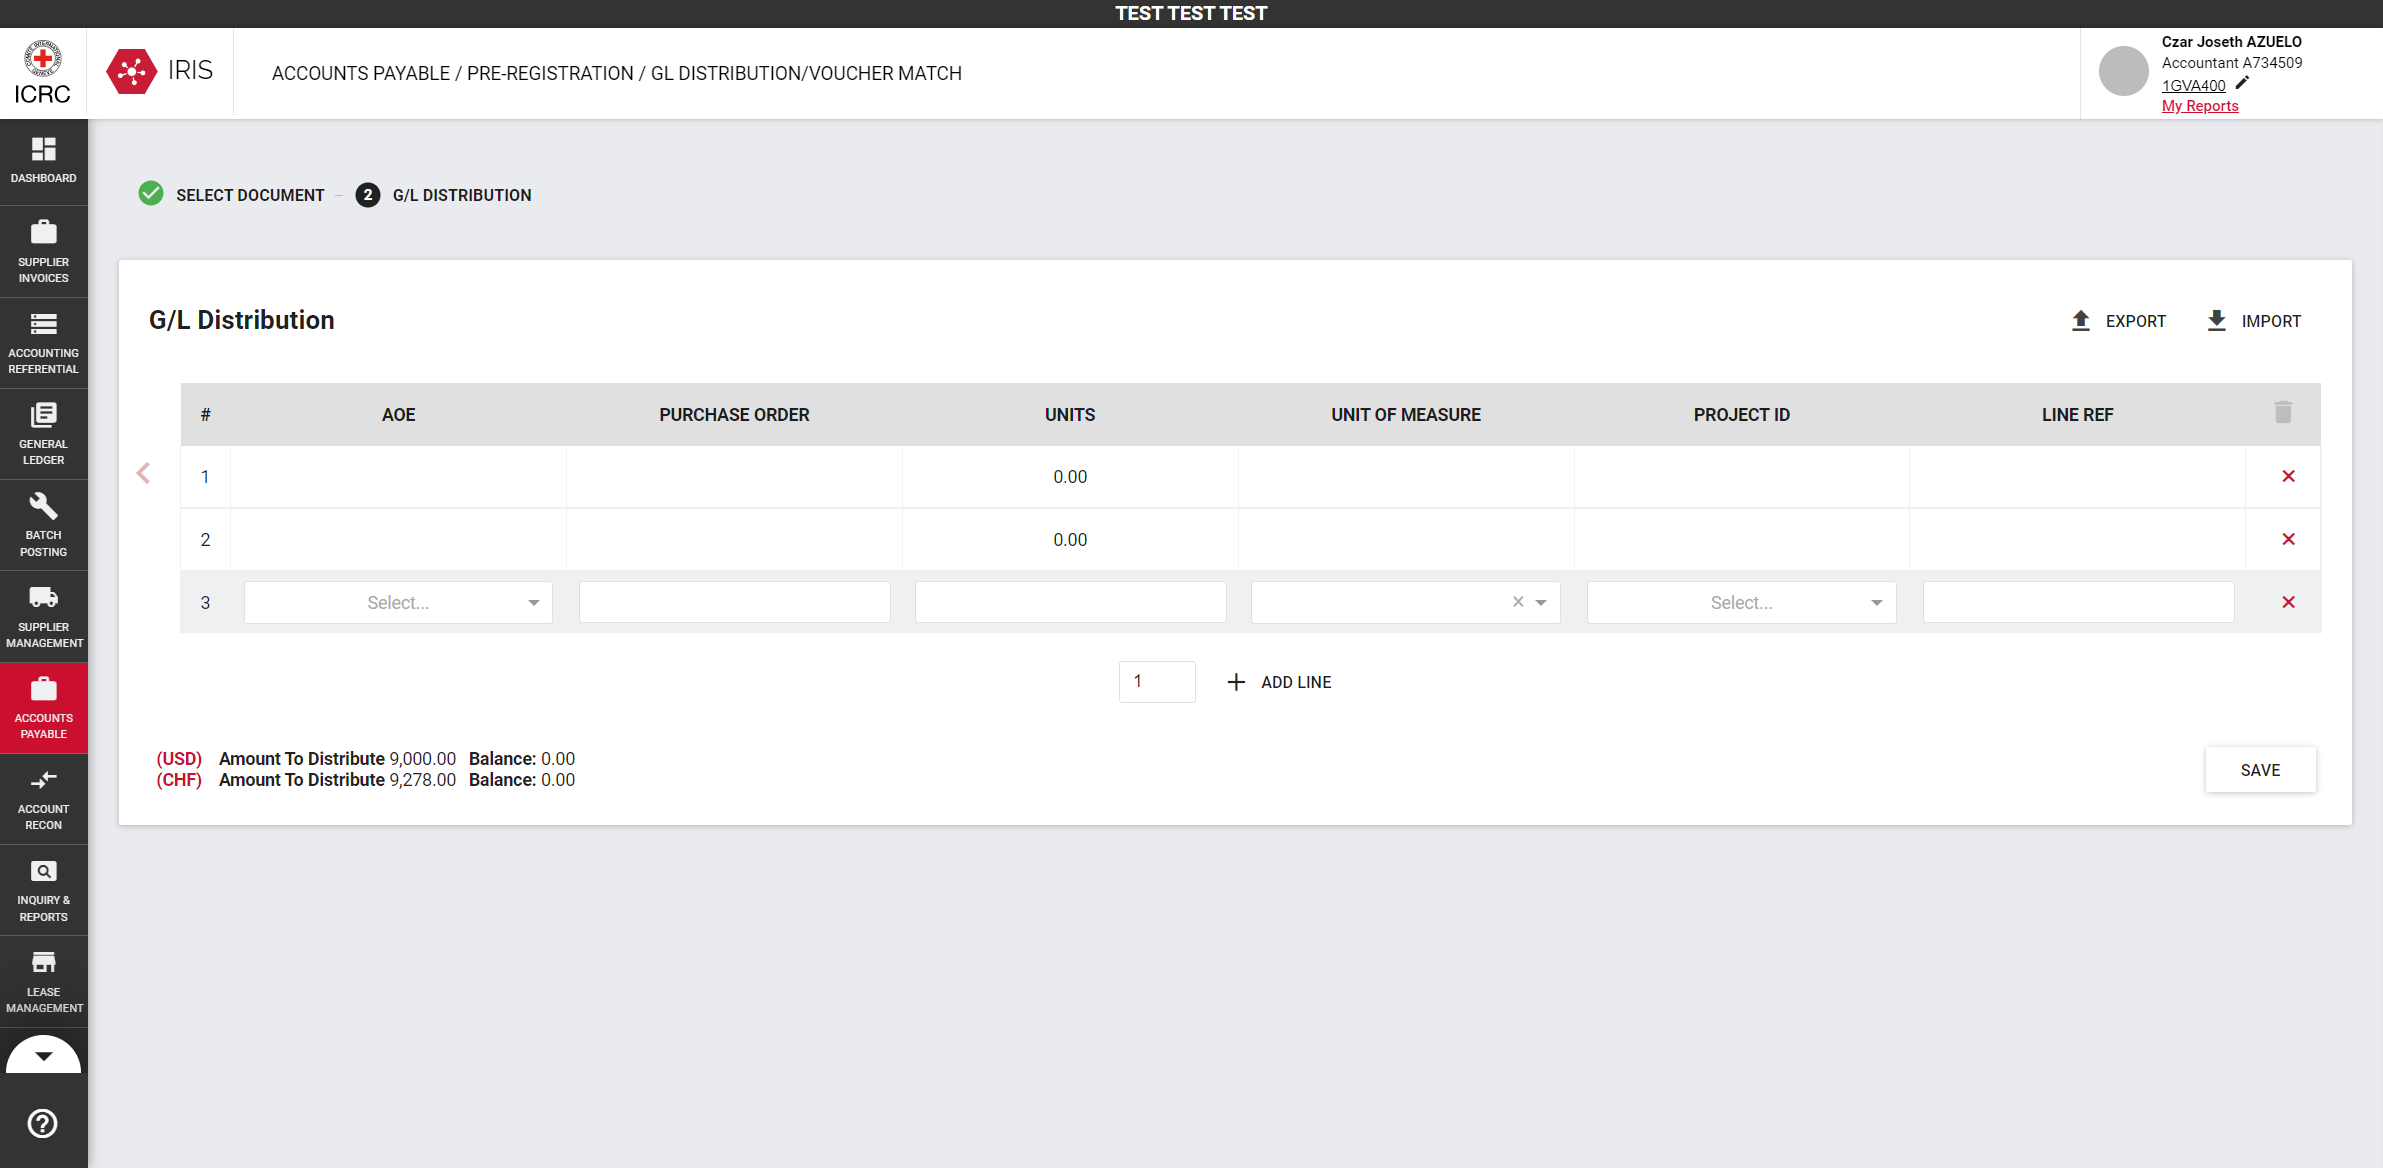 TEST TEST TEST
ICRC
IRIS
ACCOUNTS PAYABLE / PRE-REGISTRATION / GL DISTRIBUTION/VOUCHER MATCH
Czar Joseth AZUELO
Accountant A734509
1GVA400
My Reports
DASHBOARD
SUPPLIER
INVOICES
ACCOUNTING
REFERENTIAL
GENERAL
LEDGER
BATCH
POSTING
SUPPLIER
MANAGEMENT
ACCOUNTS
PAYABLE
ACCOUNT
RECON
INQUIRY &
REPORTS
LEASE
MANAGEMENT
SELECT DOCUMENT – 2 G/L DISTRIBUTION
G/L Distribution
EXPORT IMPORT
# AOE PURCHASE ORDER UNITS UNIT OF MEASURE PROJECT ID LINE REF
1 0.00
2 0.00
3 Select... Select...
1 ADD LINE
(USD) Amount To Distribute 9,000.00 Balance: 0.00
(CHF) Amount To Distribute 9,278.00 Balance: 0.00
SAVE